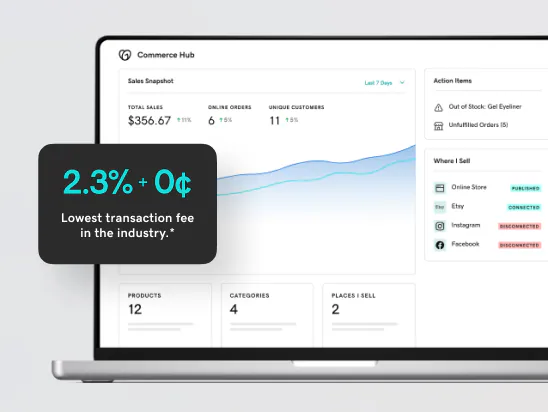 Commerce Hub
Sales Snapshot
Last 7 Days
TOTAL SALES
ONLINE ORDERS
UNIQUE CUSTOMERS
$356.67 ↑11%
6 ↑5%
11 ↑5%
2.3% + 0¢
Lowest transaction fee
in the industry.*
PRODUCTS
12
CATEGORIES
4
PLACES I SELL
2
Action Items
Out of Stock: Gel Eyeliner
Unfulfilled Orders (5)
Where I Sell
Online Store PUBLISHED
Etsy Etsy CONNECTED
Instagram DISCONNECTED
Facebook DISCONNECTED